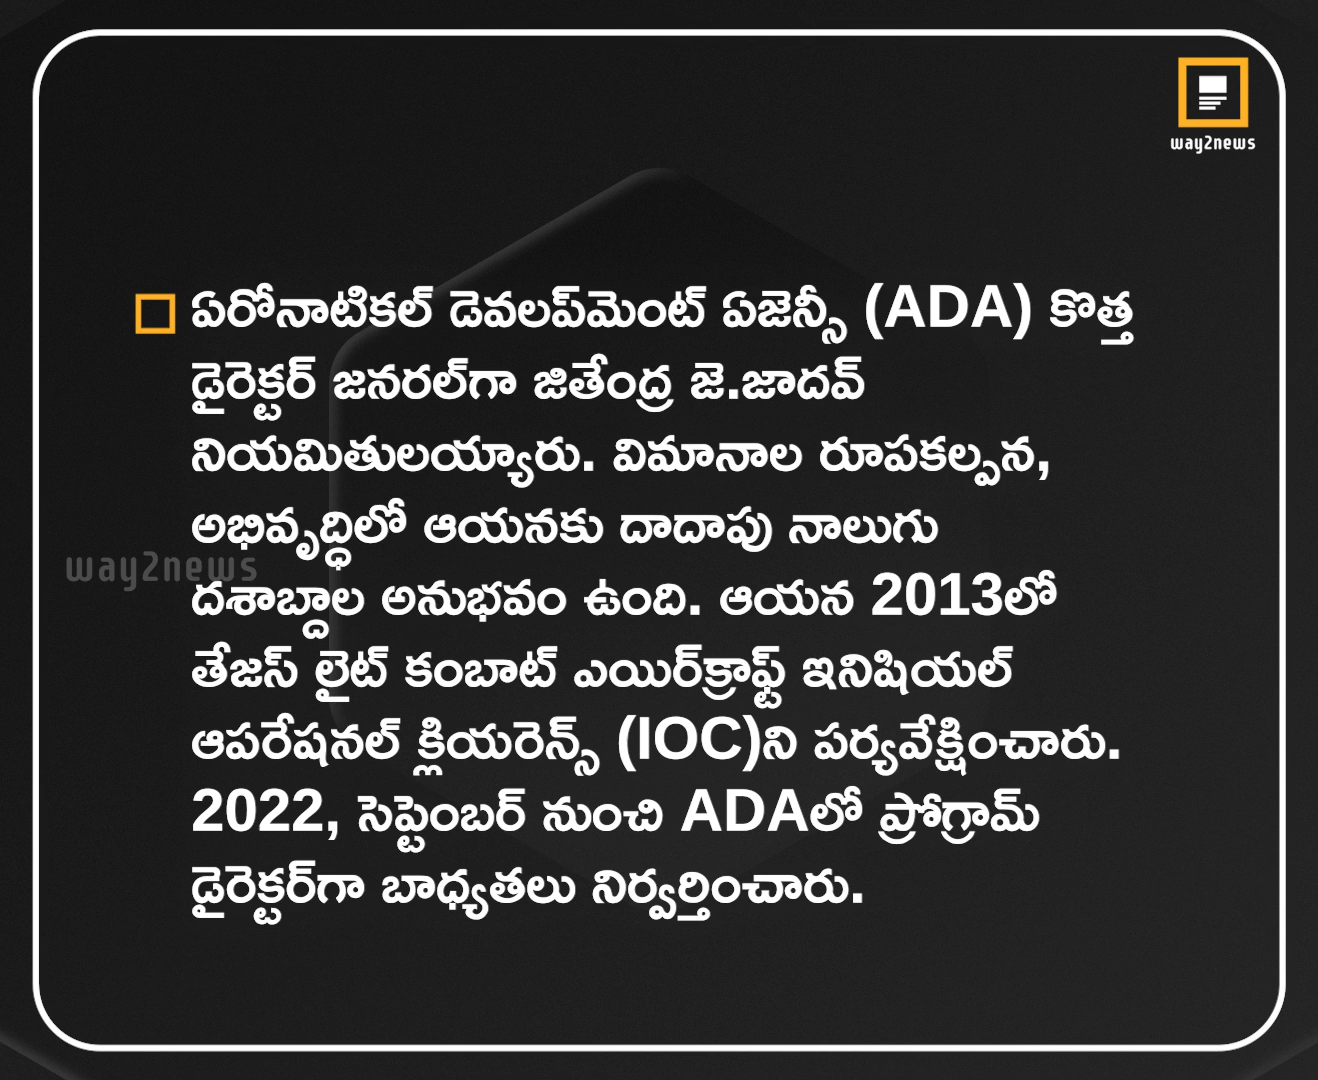 way2news
ఏరోనాటికల్ డెవలప్‌మెంట్ ఏజెన్సీ (ADA) కొత్త
డైరెక్టర్ జనరల్‌గా జితేంద్ర జె.జాదవ్
నియమితులయ్యారు. విమానాల రూపకల్పన,
అభివృద్ధిలో ఆయనకు దాదాపు నాలుగు
way2news
దశాబ్దాల అనుభవం ఉంది. ఆయన 2013లో
తేజస్ లైట్ కంబాట్ ఎయిర్‌క్రాఫ్ట్ ఇనిషియల్
ఆపరేషనల్ క్లియరెన్స్ (IOC)ని పర్యవేక్షించారు.
2022, సెప్టెంబర్ నుంచి ADAలో ప్రోగ్రామ్
డైరెక్టర్‌గా బాధ్యతలు నిర్వర్తించారు.